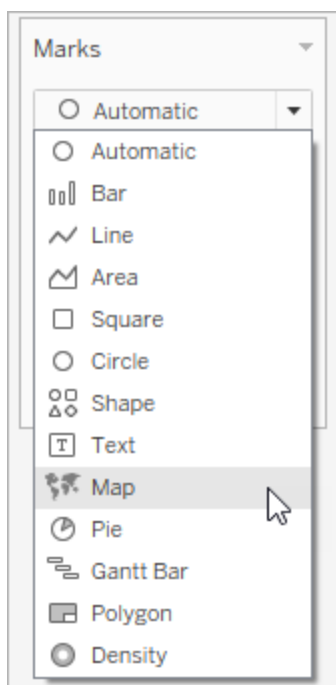 Marks
Automatic
Automatic
Bar
Line
Area
Square
Circle
Shape
T Text
Map
Pie
Gantt Bar
Polygon
Density